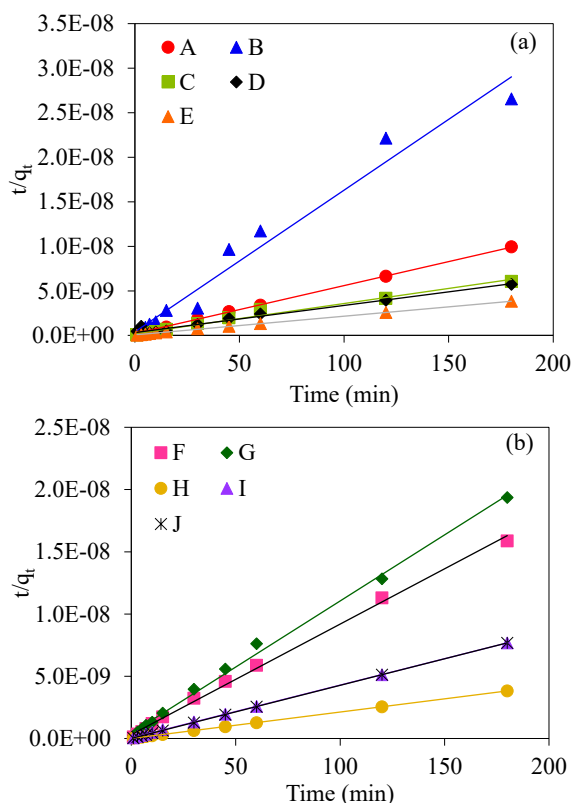 3.5E-08
(a)
A
B
3.0E-08
C
D
2.5E-08
E
2.0E-08
t/qt
1.5E-08
1.0E-08
5.0E-09
0.0E+00
0
50
100
150
200
Time (min)
2.5E-08
(b)
F
G
2.0E-08
H
I
J
1.5E-08
t/qt
1.0E-08
5.0E-09
0.0E+00
0
50
100
150
200
Time (min)